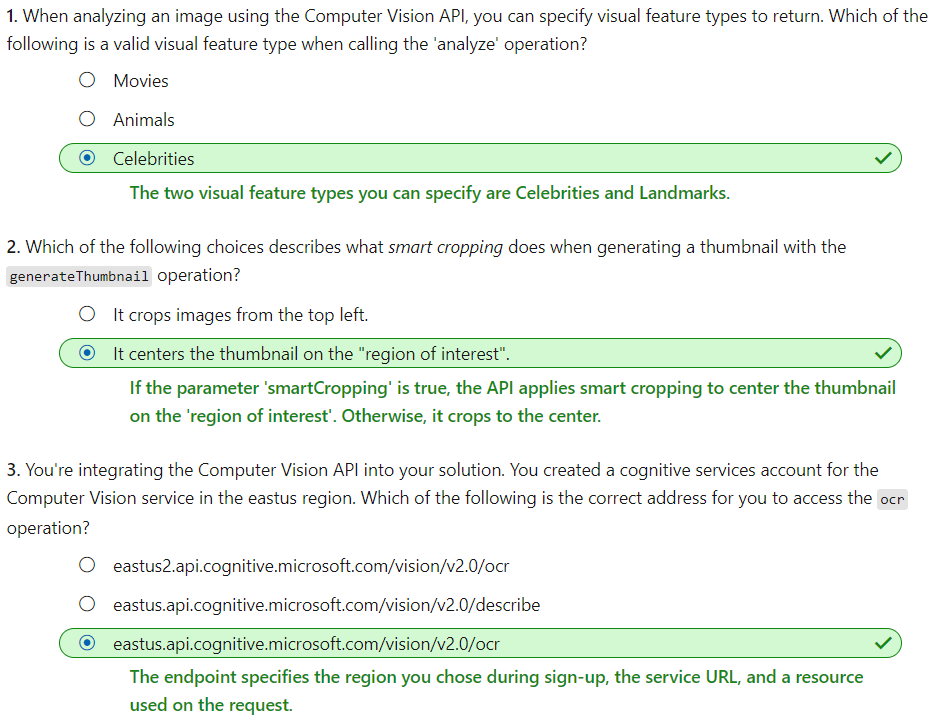 1. When analyzing an image using the Computer Vision API, you can specify visual feature types to return. Which of the
following is a valid visual feature type when calling the 'analyze' operation?
Movies
Animals
Celebrities
The two visual feature types you can specify are Celebrities and Landmarks.
2. Which of the following choices describes what smart cropping does when generating a thumbnail with the
generateThumbnail operation?
It crops images from the top left.
It centers the thumbnail on the "region of interest".
If the parameter 'smartCropping' is true, the API applies smart cropping to center the thumbnail
on the 'region of interest'. Otherwise, it crops to the center.
3. You're integrating the Computer Vision API into your solution. You created a cognitive services account for the
Computer Vision service in the eastus region. Which of the following is the correct address for you to access the ocr
operation?
eastus2.api.cognitive.microsoft.com/vision/v2.0/ocr
eastus.api.cognitive.microsoft.com/vision/v2.0/describe
eastus.api.cognitive.microsoft.com/vision/v2.0/ocr
The endpoint specifies the region you chose during sign-up, the service URL, and a resource
used on the request.